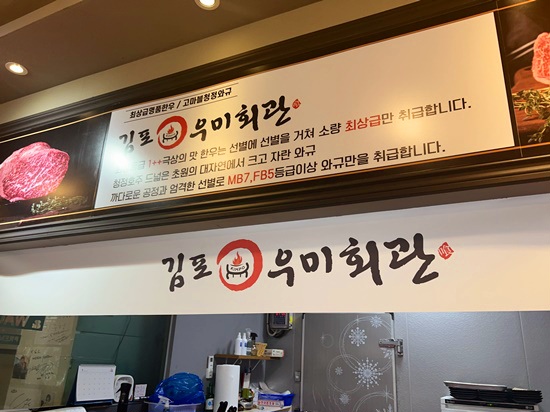 최상급명품한우 / 고마블청정와규
김포 우미회관
1++극상의 맛 한우는 선별에 선별을 거쳐 소량 최상급만 취급합니다.
청정호주 드넓은 초원의 대자연에서 크고 자란 와규
까다로운 공정과 엄격한 선별로 MB7,FB5등급이상 와규만을 취급합니다.
김포 우미회관